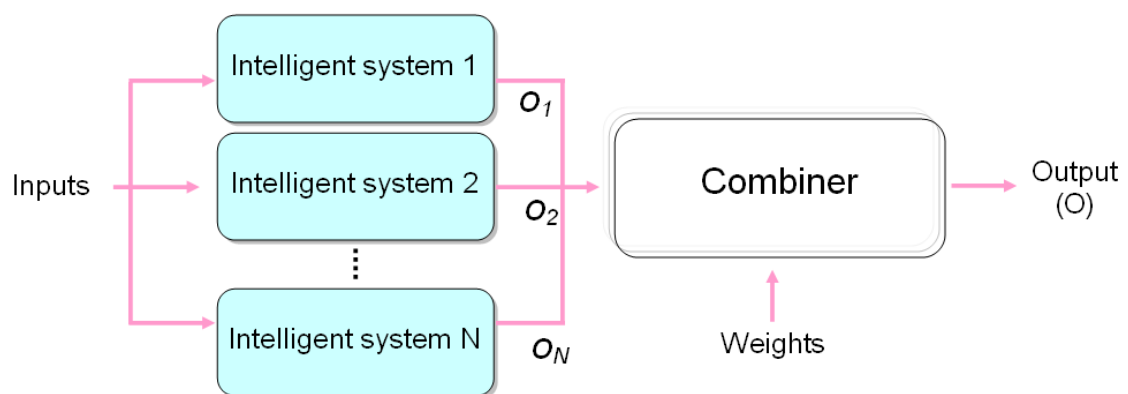 Intelligent system 1
O1
Inputs
Intelligent system 2
O2
Combiner
Output
(O)
Intelligent system N
ON
Weights